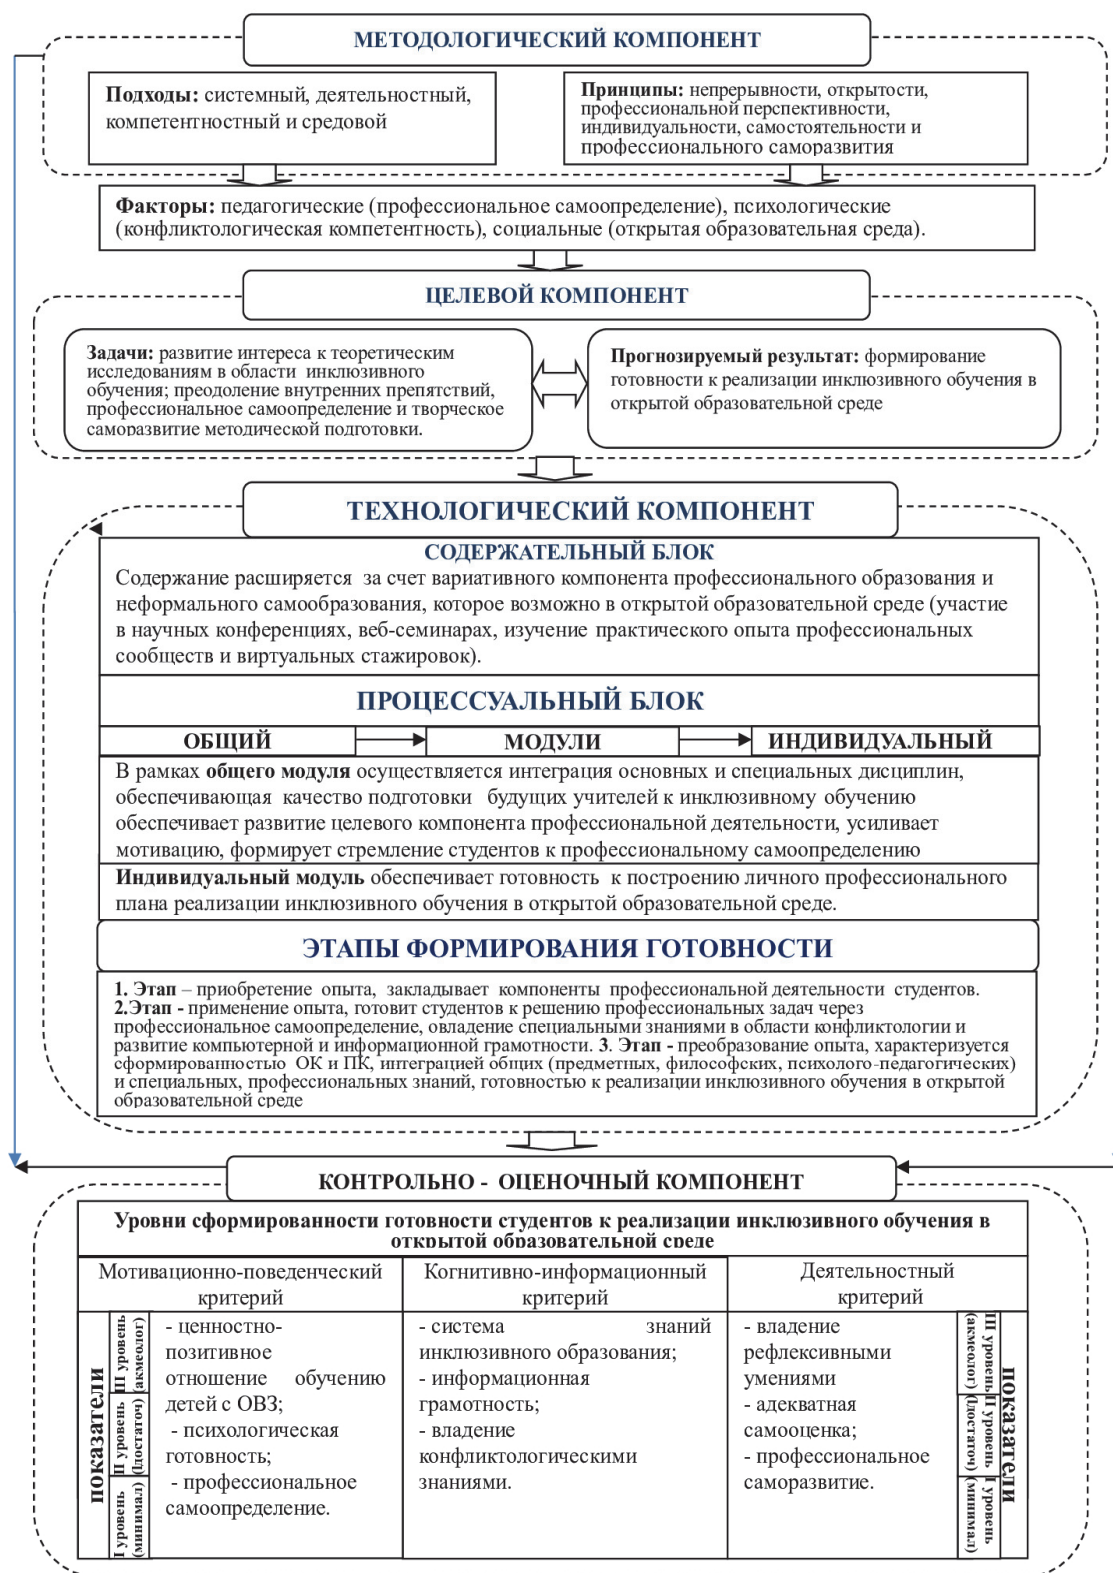 МЕТОДОЛОГИЧЕСКИЙ КОМПОНЕНТ
Подходы: системный, деятельностный,
компетентностный и средовой
Принципы: непрерывности, открытости,
профессиональной перспективности,
индивидуальности, самостоятельности и
профессионального саморазвития
Факторы: педагогические (профессиональное самоопределение), психологические
(конфликтологическая компетентность), социальные (открытая образовательная среда).
ЦЕЛЕВОЙ КОМПОНЕНТ
Задачи: развитие интереса к теоретическим
исследованиям в области инклюзивного
обучения; преодоление внутренних препятствий,
профессиональное самоопределение и творческое
саморазвитие методической подготовки.
Прогнозируемый результат: формирование
готовности к реализации инклюзивного обучения в
открытой образовательной среде
ТЕХНОЛОГИЧЕСКИЙ КОМПОНЕНТ
СОДЕРЖАТЕЛЬНЫЙ БЛОК
Содержание расширяется за счет вариативного компонента профессионального образования и
неформального самообразования, которое возможно в открытой образовательной среде (участие
в научных конференциях, веб-семинарах, изучение практического опыта профессиональных
сообществ и виртуальных стажировок).
ПРОЦЕССУАЛЬНЫЙ БЛОК
ОБЩИЙ
МОДУЛИ
ИНДИВИДУАЛЬНЫЙ
В рамках общего модуля осуществляется интеграция основных и специальных дисциплин,
обеспечивающая качество подготовки будущих учителей к инклюзивному обучению
обеспечивает развитие целевого компонента профессиональной деятельности, усиливает
мотивацию, формирует стремление студентов к профессиональному самоопределению
Индивидуальный модуль обеспечивает готовность к построению личного профессионального
плана реализации инклюзивного обучения в открытой образовательной среде.
ЭТАПЫ ФОРМИРОВАНИЯ ГОТОВНОСТИ
1. Этап – приобретение опыта, закладывает компоненты профессиональной деятельности студентов.
2.Этап - применение опыта, готовит студентов к решению профессиональных задач через
профессиональное самоопределение, овладение специальными знаниями в области конфликтологии и
развитие компьютерной и информационной грамотности. 3. Этап - преобразование опыта, характеризуется
сформированностью ОК и ПК, интеграцией общих (предметных, философских, психолого-педагогических)
и специальных, профессиональных знаний, готовностью к реализации инклюзивного обучения в открытой
образовательной среде
КОНТРОЛЬНО - ОЦЕНОЧНЫЙ КОМПОНЕНТ
Уровни сформированности готовности студентов к реализации инклюзивного обучения в
открытой образовательной среде
Мотивационно-поведенческий
критерий
Когнитивно-информационный
критерий
Деятельностный
критерий
показатели
III уровень
(акмеолог)
II уровень
(достаточ)
I уровень
(минимал)
- ценностно-
позитивное
отношение обучению
детей с ОВЗ;
- психологическая
готовность;
- профессиональное
самоопределение.
- система знаний
инклюзивного образования;
- информационная
грамотность;
- владение
конфликтологическими
знаниями.
- владение
рефлексивными
умениями
- адекватная
самооценка;
- профессиональное
саморазвитие.
III уровень
(акмеолог)
II уровень
(достаточ)
I уровень
(минимал)
показатели